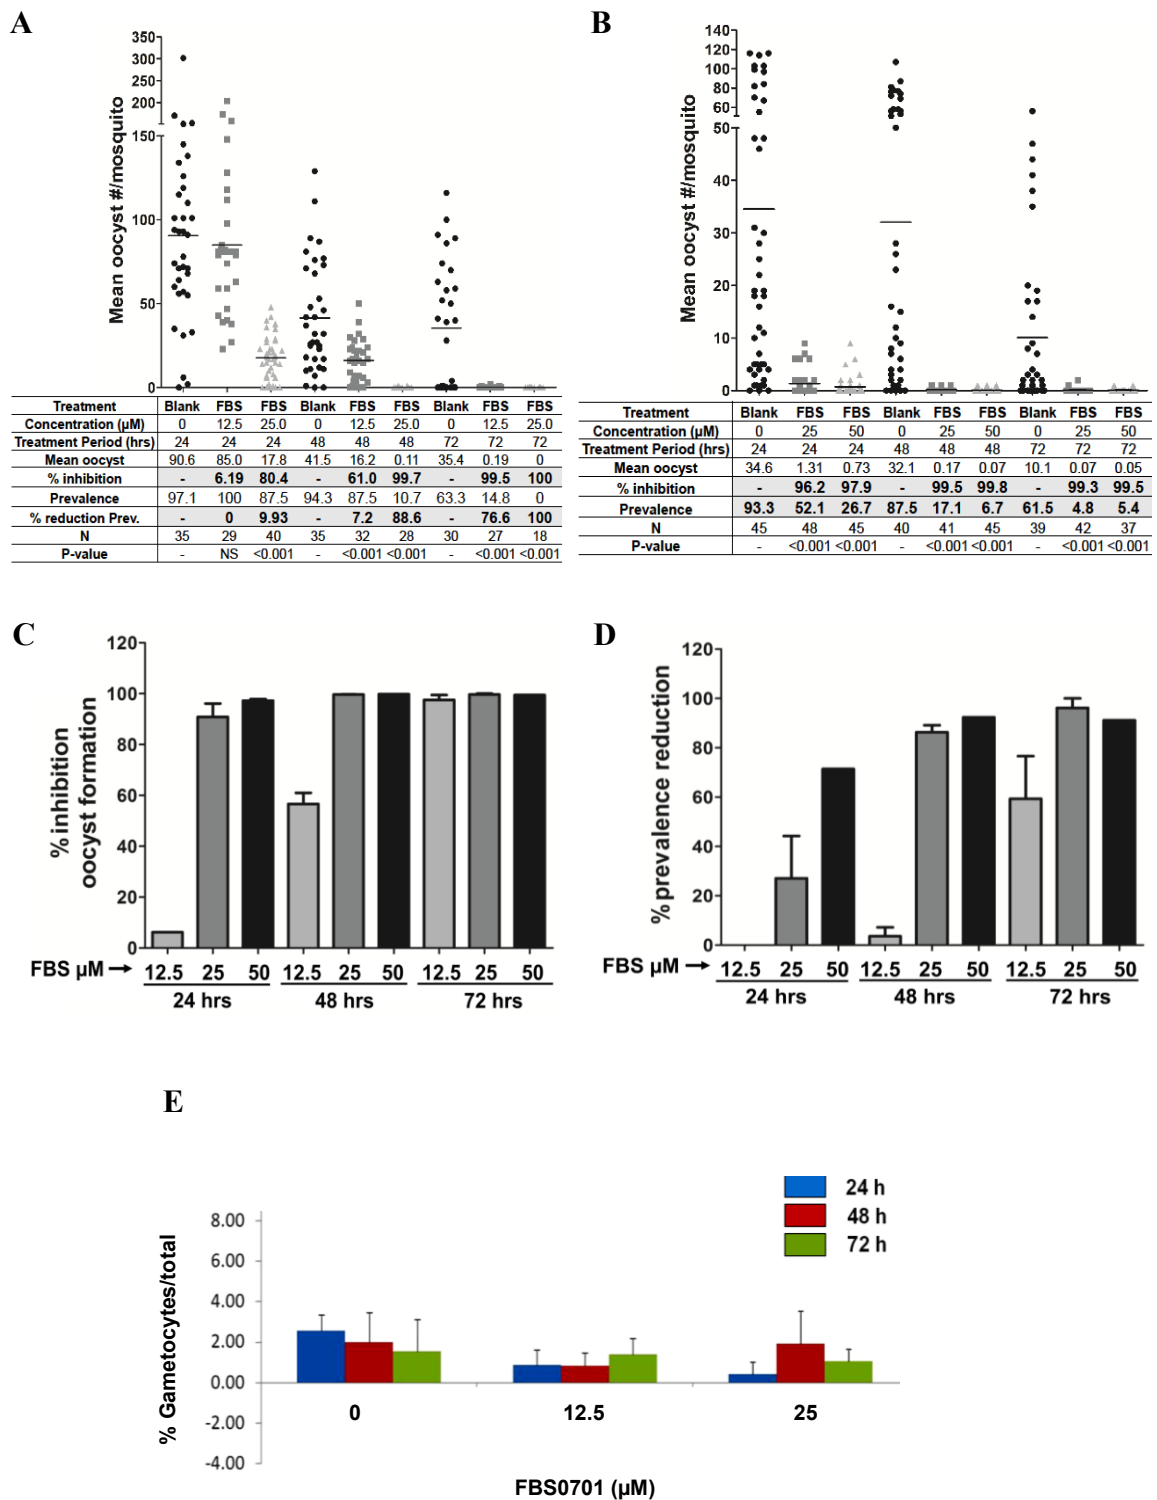 A
Mean oocyst #/mosquito
350
300
250
200
150
100
50
0
Treatment Blank FBS FBS Blank FBS FBS Blank FBS FBS
Concentration (µM) 0 12.5 25.0 0 12.5 25.0 0 12.5 25.0
Treatment Period (hrs) 24 24 24 48 48 48 72 72 72
Mean oocyst 90.6 85.0 17.8 41.5 16.2 0.11 35.4 0.19 0
% inhibition - 6.19 80.4 - 61.0 99.7 - 99.5 100
Prevalence 97.1 100 87.5 94.3 87.5 10.7 63.3 14.8 0
% reduction Prev. - 0 9.93 - 7.2 88.6 - 76.6 100
N 35 29 40 35 32 28 30 27 18
P-value - NS <0.001 - <0.001 <0.001 - <0.001 <0.001
B
Mean oocyst #/mosquito
140
120
100
80
60
50
40
30
20
10
0
Treatment Blank FBS FBS Blank FBS FBS Blank FBS FBS
Concentration (µM) 0 25 50 0 25 50 0 25 50
Treatment Period (hrs) 24 24 24 48 48 48 72 72 72
Mean oocyst 34.6 1.31 0.73 32.1 0.17 0.07 10.1 0.07 0.05
% inhibition - 96.2 97.9 - 99.5 99.8 - 99.3 99.5
Prevalence 93.3 52.1 26.7 87.5 17.1 6.7 61.5 4.8 5.4
N 45 48 45 40 41 45 39 42 37
P-value - <0.001 <0.001 - <0.001 <0.001 - <0.001 <0.001
C
% inhibition
oocyst formation
120
100
80
60
40
20
0
FBS µM → 12.5 25 50 12.5 25 50 12.5 25 50
24 hrs 48 hrs 72 hrs
D
% prevalence reduction
120
100
80
60
40
20
0
FBS µM → 12.5 25 50 12.5 25 50 12.5 25 50
24 hrs 48 hrs 72 hrs
E
24 h
48 h
72 h
% Gametocytes/total
8.00
6.00
4.00
2.00
0.00
-2.00
-4.00
0 12.5 25
FBS0701 (µM)